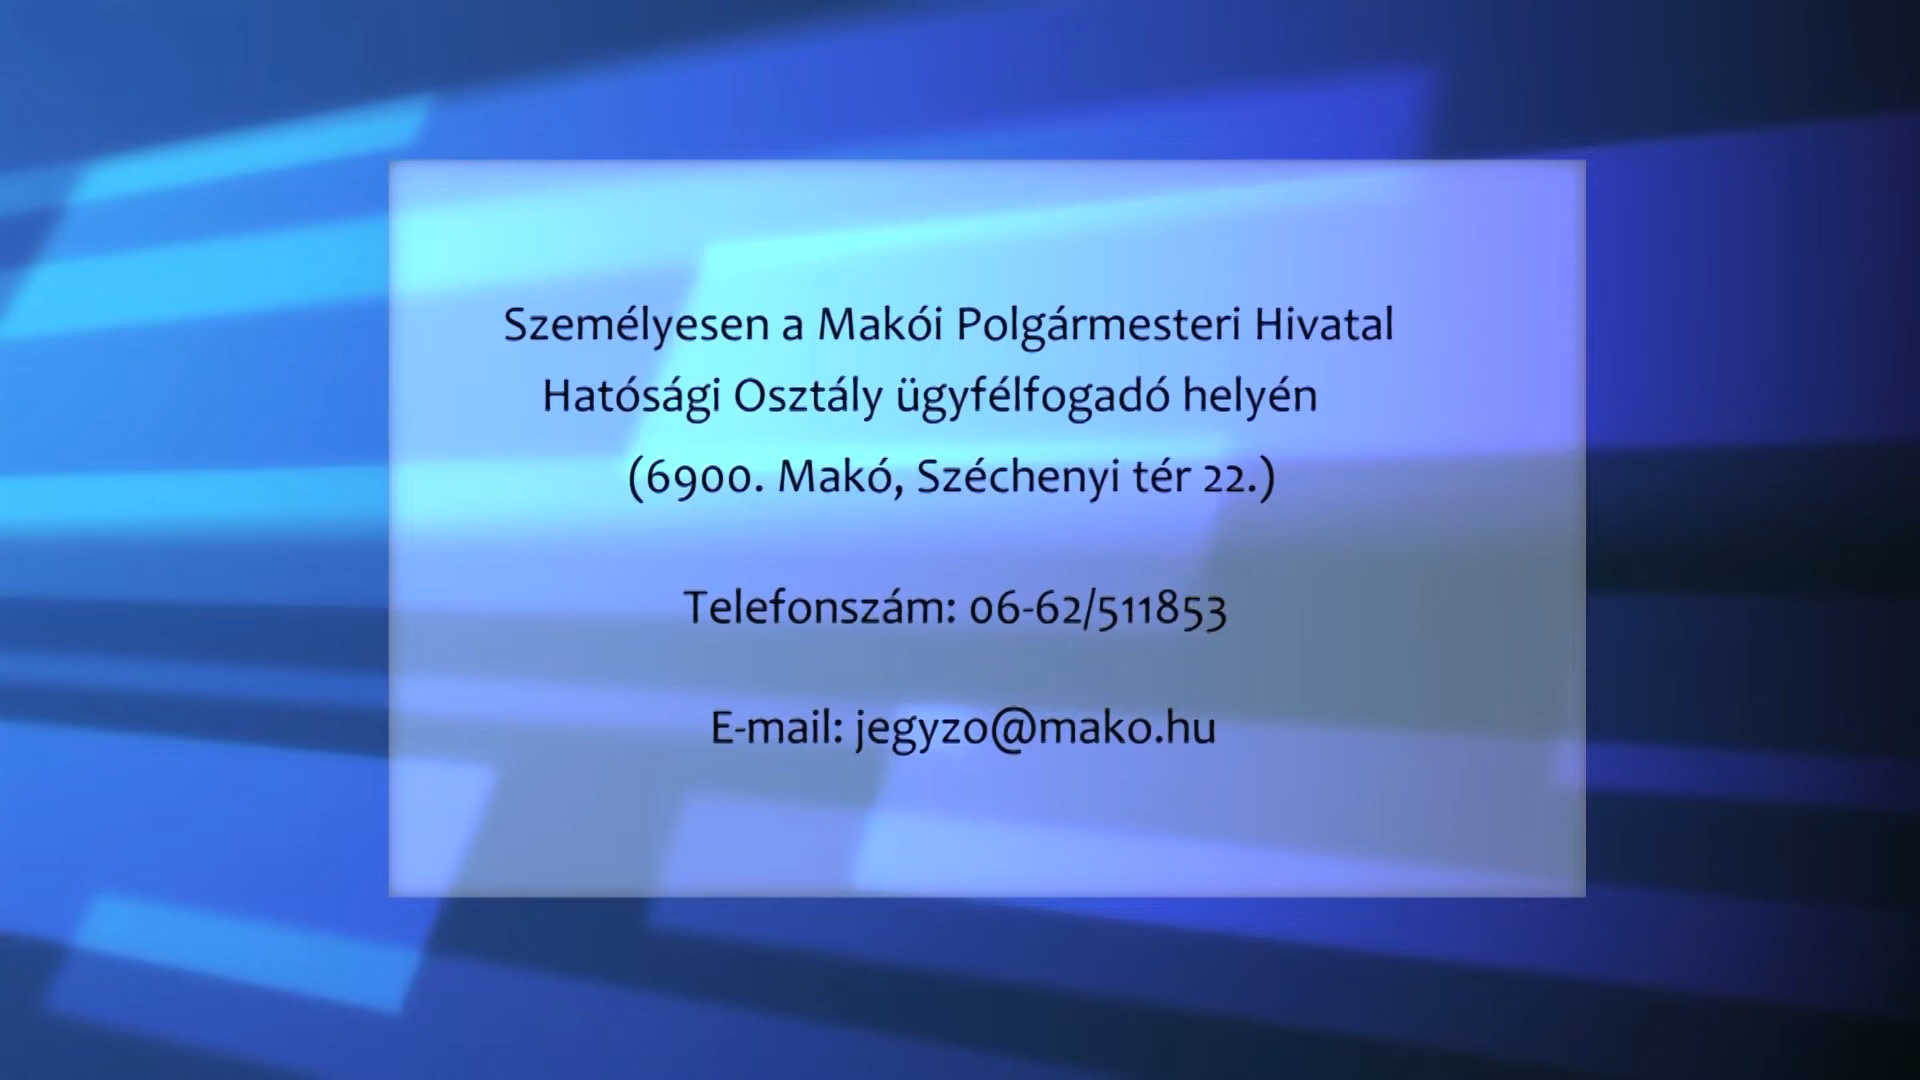 Személyesen a Makói Polgármesteri Hivatal
Hatósági Osztály ügyfélfogadó helyén
(6900. Makó, Széchenyi tér 22.)
Telefonszám: 06-62/511853
E-mail: jegyzo@mako.hu